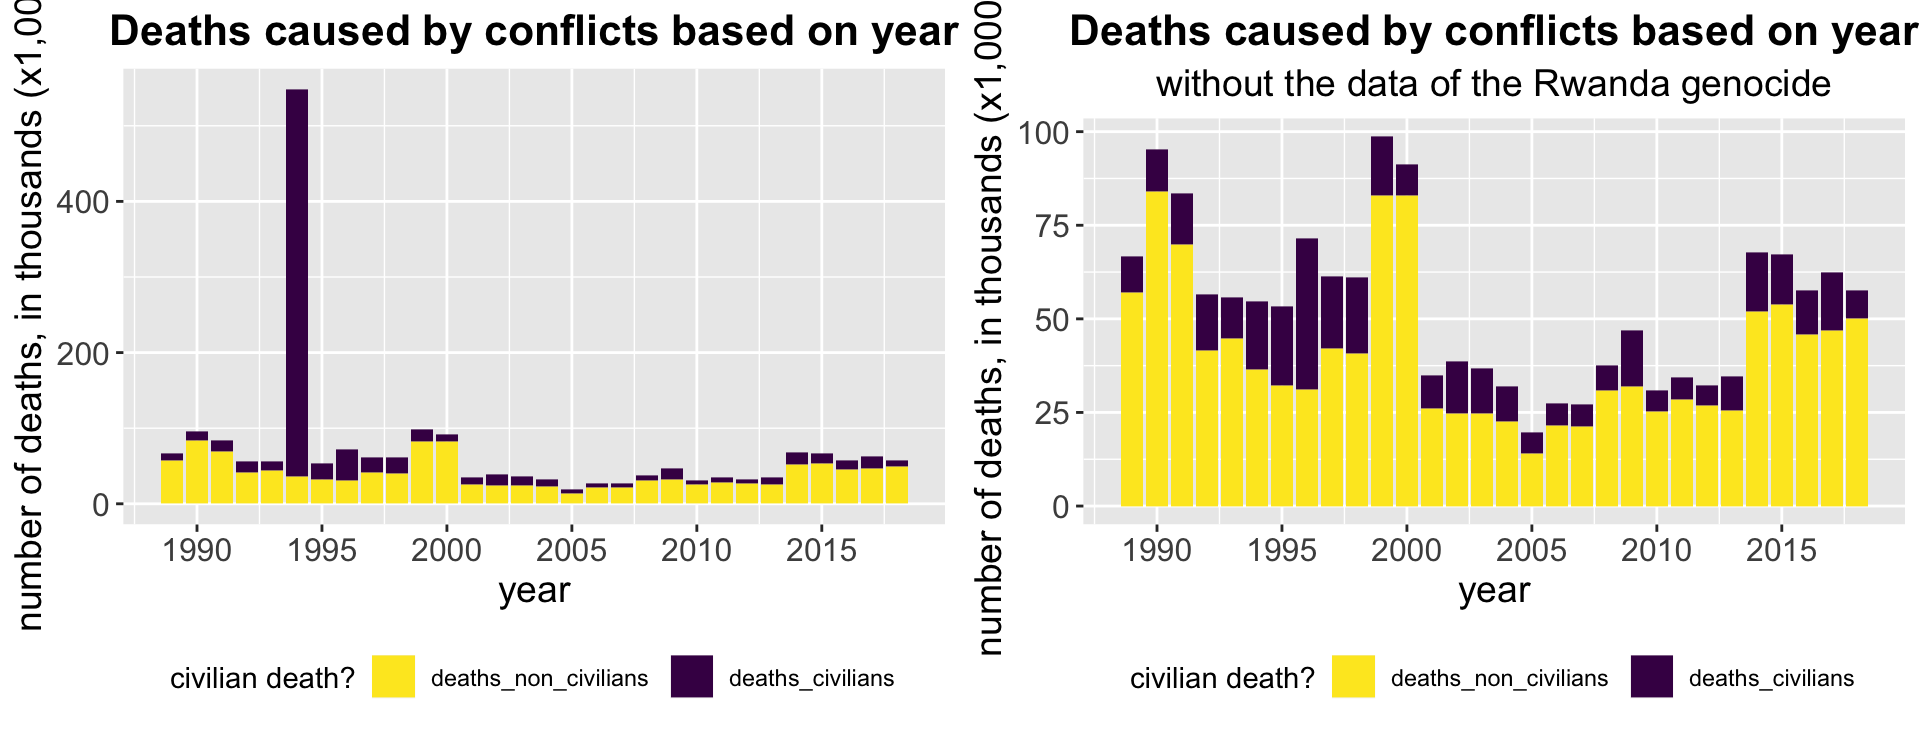 Deaths caused by conflicts based on year
number of deaths, in thousands (x1,00
400
200
0
1990 1995 2000 2005 2010 2015
year
civilian death? deaths_non_civilians deaths_civilians
Deaths caused by conflicts based on year
without the data of the Rwanda genocide
number of deaths, in thousands (x1,000
100
75
50
25
0
1990 1995 2000 2005 2010 2015
year
civilian death? deaths_non_civilians deaths_civilians